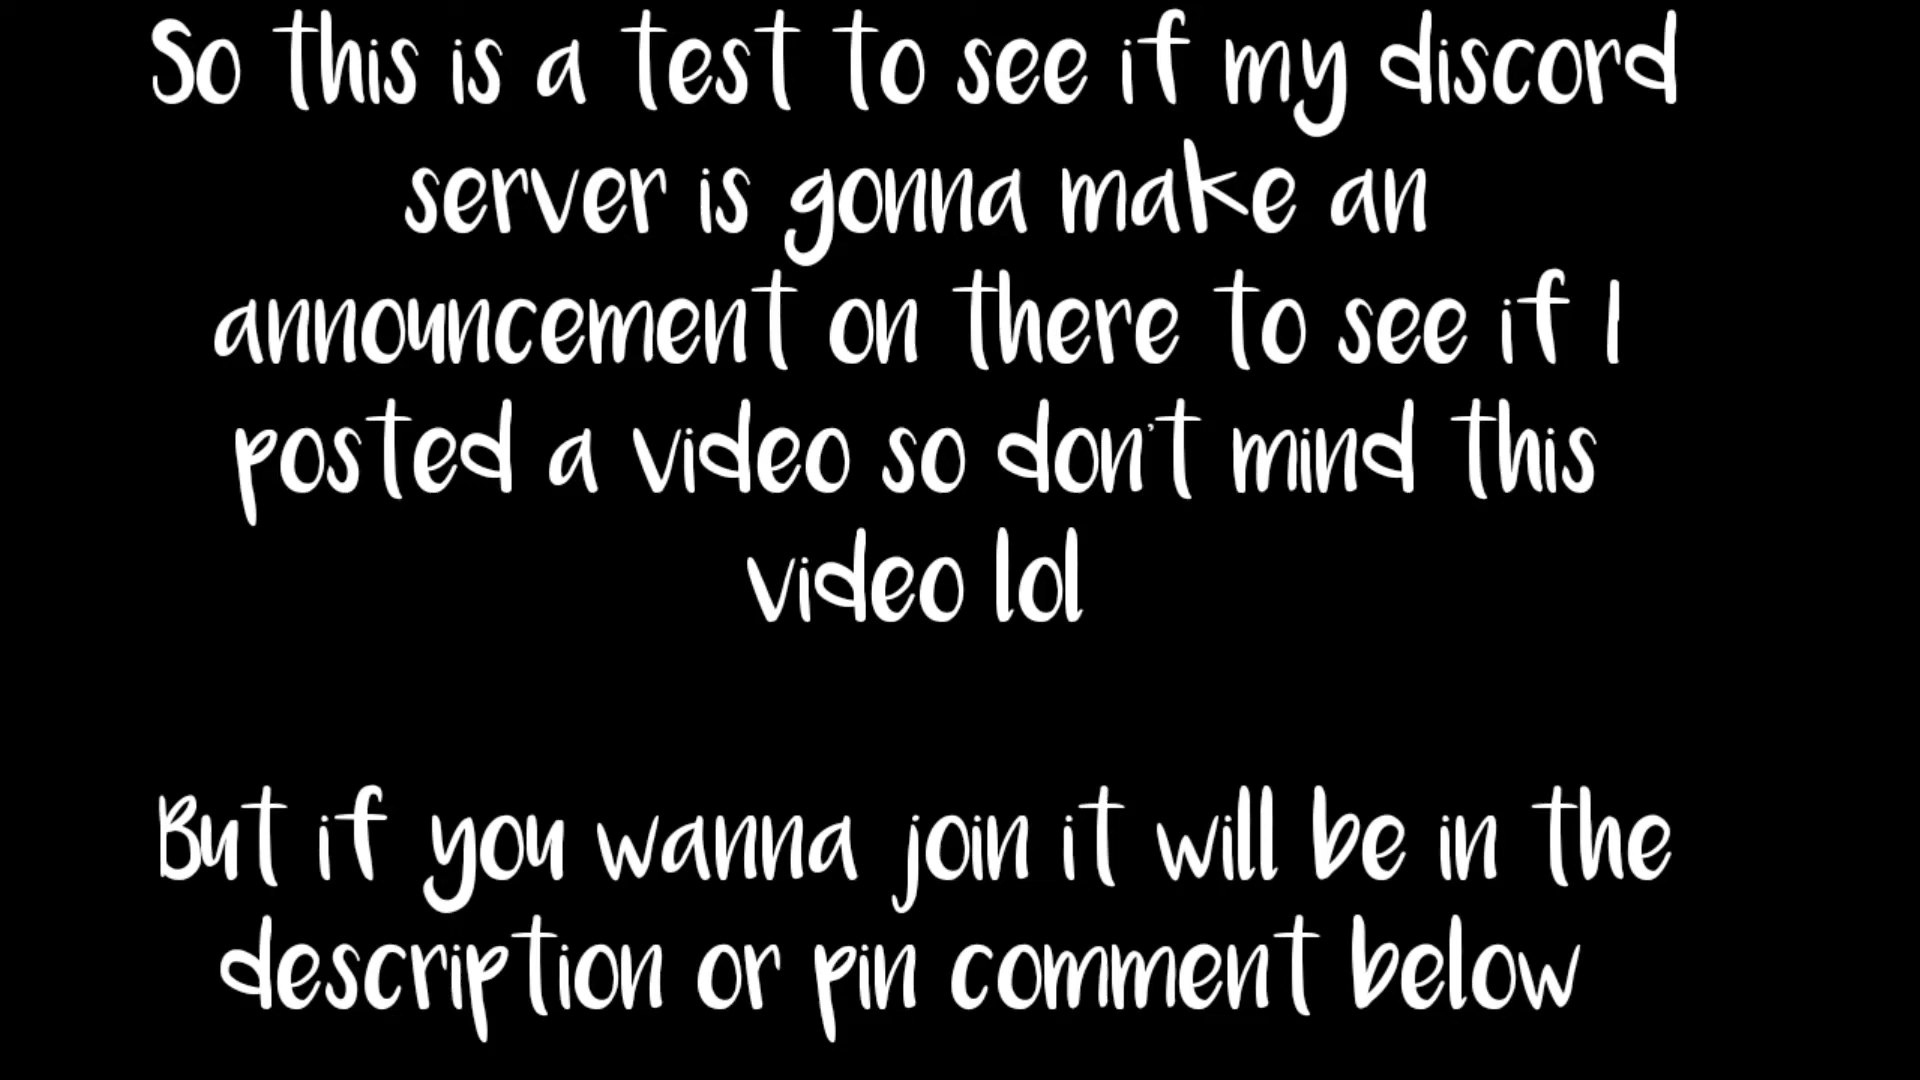 So this is a test to see if my discord
server is gonna make an
announcement on there to see if I
posted a video so don't mind this
video lol
But if you wanna join it will be in the
description or pin comment below